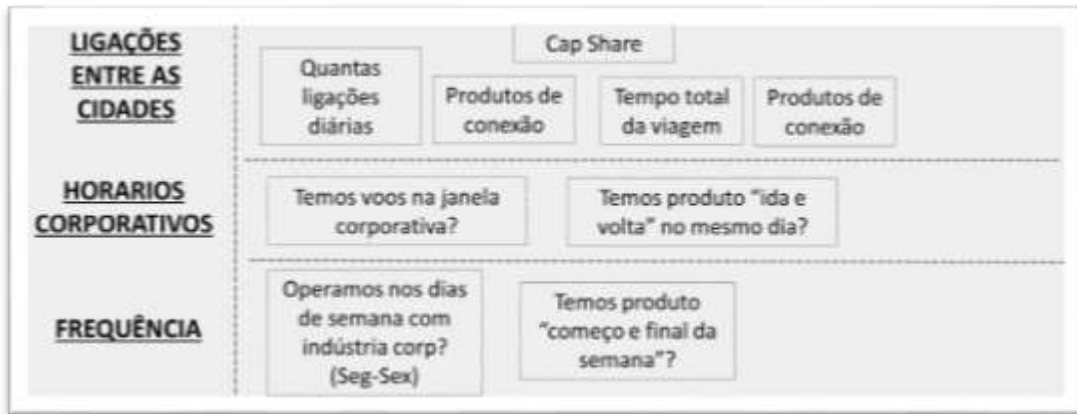 LIGAÇÕES
ENTRE AS
CIDADES
Cap Share
Quantas
ligações
diárias
Produtos de
conexão
Tempo total
da viagem
Produtos de
conexão
HORARIOS
CORPORATIVOS
Temos voos na janela
corporativa?
Temos produto "ida e
volta" no mesmo dia?
FREQUÊNCIA
Operamos nos dias
de semana com
indústria corp?
(Seg-Sex)
Temos produto
"começo e final da
semana"?